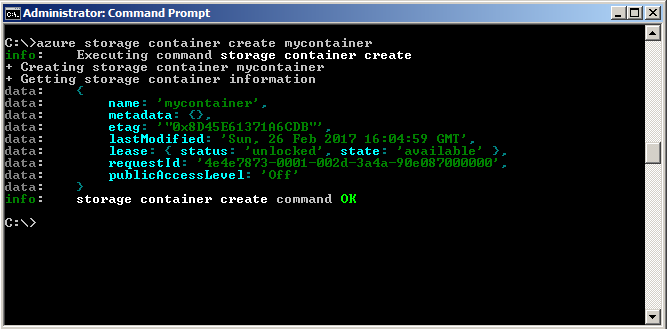 Administrator: Command Prompt
C:\>azure storage container create mycontainer
info:    Executing command storage container create
+ Creating storage container mycontainer
+ Getting storage container information
data:    {
data:        name: 'mycontainer',
data:        metadata: {},
data:        etag: '"0x8D45E61371A6CDB"',
data:        lastModified: 'Sun, 26 Feb 2017 16:04:59 GMT',
data:        lease: { status: 'unlocked', state: 'available' },
data:        requestId: '4e4e7873-0001-002d-3a4a-90e087000000',
data:        publicAccessLevel: 'Off'
data:    }
info:    storage container create command OK
C:\>